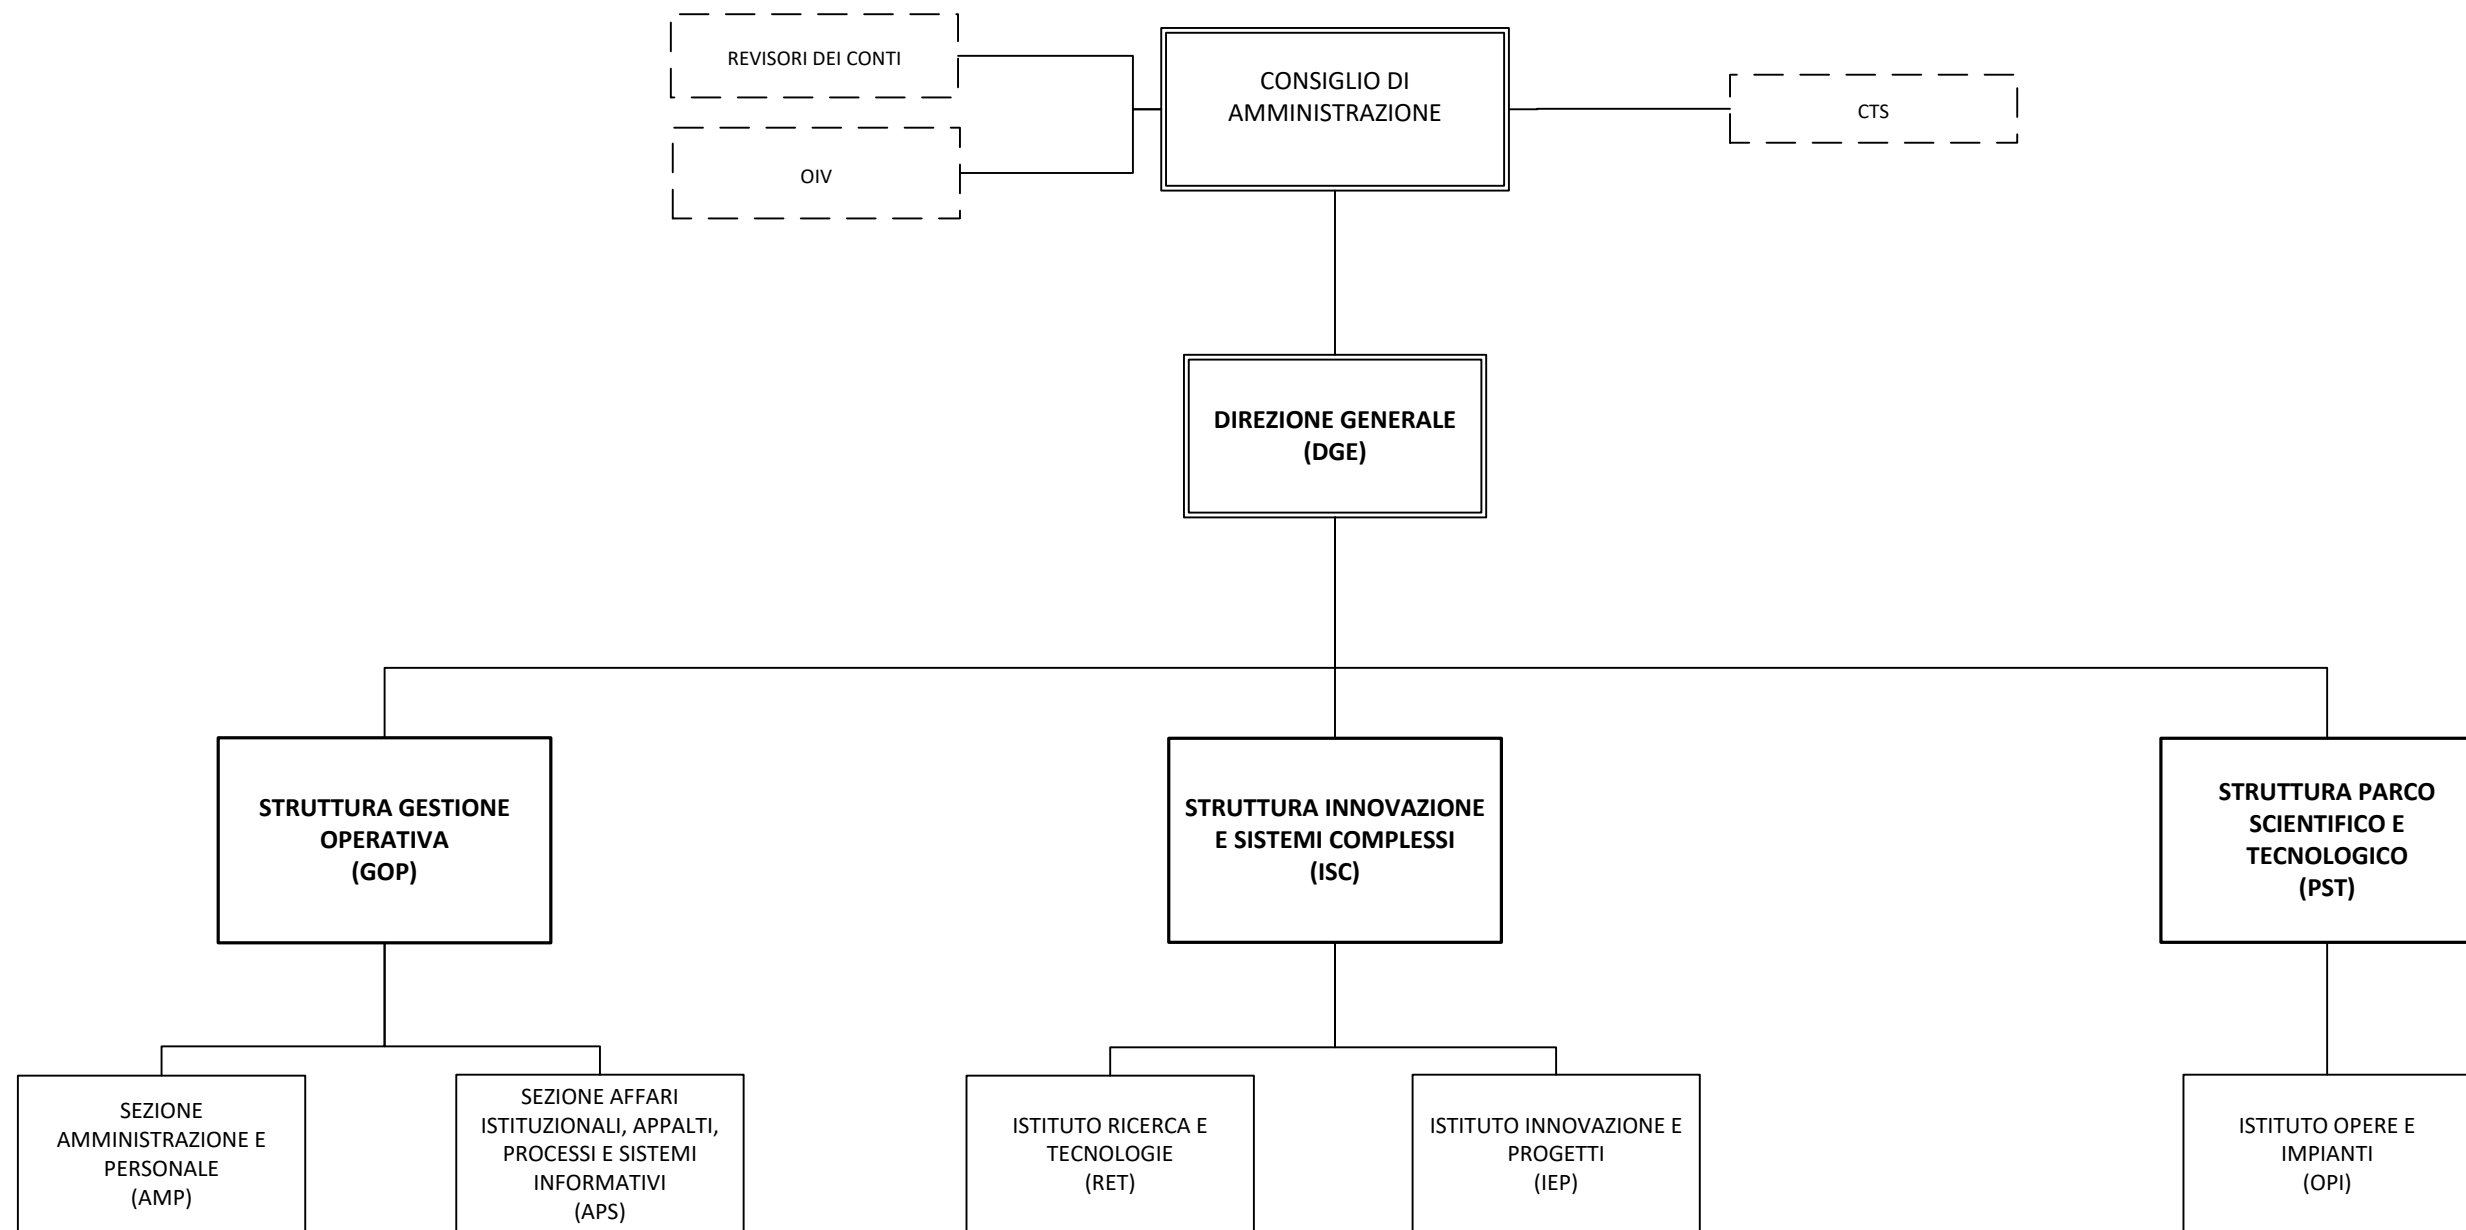 REVISORI DEI CONTI
OIV
CONSIGLIO DI
AMMINISTRAZIONE
CTS
DIREZIONE GENERALE
(DGE)
STRUTTURA GESTIONE
OPERATIVA
(GOP)
STRUTTURA INNOVAZIONE
E SISTEMI COMPLESSI
(ISC)
STRUTTURA PARCO
SCIENTIFICO E
TECNOLOGICO
(PST)
SEZIONE
AMMINISTRAZIONE E
PERSONALE
(AMP)
SEZIONE AFFARI
ISTITUZIONALI, APPALTI,
PROCESSI E SISTEMI
INFORMATIVI
(APS)
ISTITUTO RICERCA E
TECNOLOGIE
(RET)
ISTITUTO INNOVAZIONE E
PROGETTI
(IEP)
ISTITUTO OPERE E
IMPIANTI
(OPI)